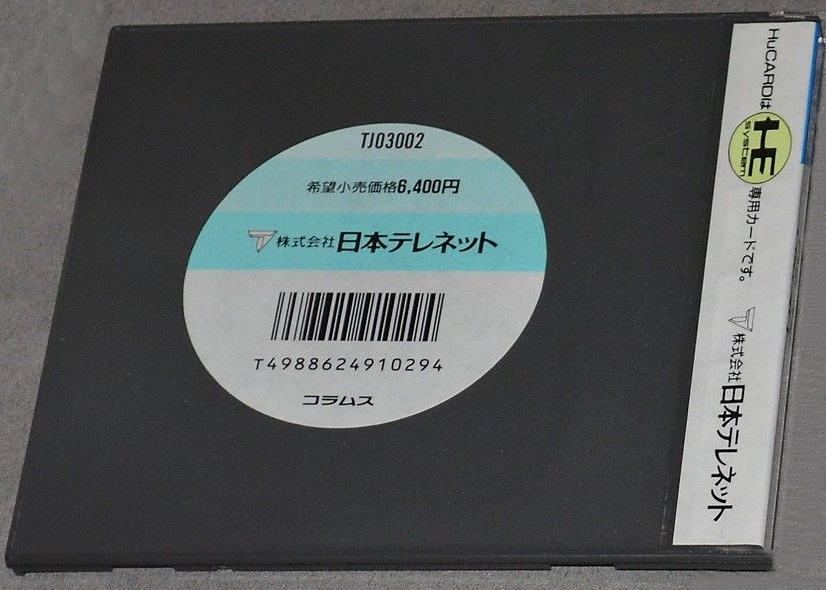 TJ03002
希望小売価格6,400円
株式会社日本テレネット
T4988624910294
コラムス
HuCARDは HE system 専用カードです。 株式会社日本テレネット